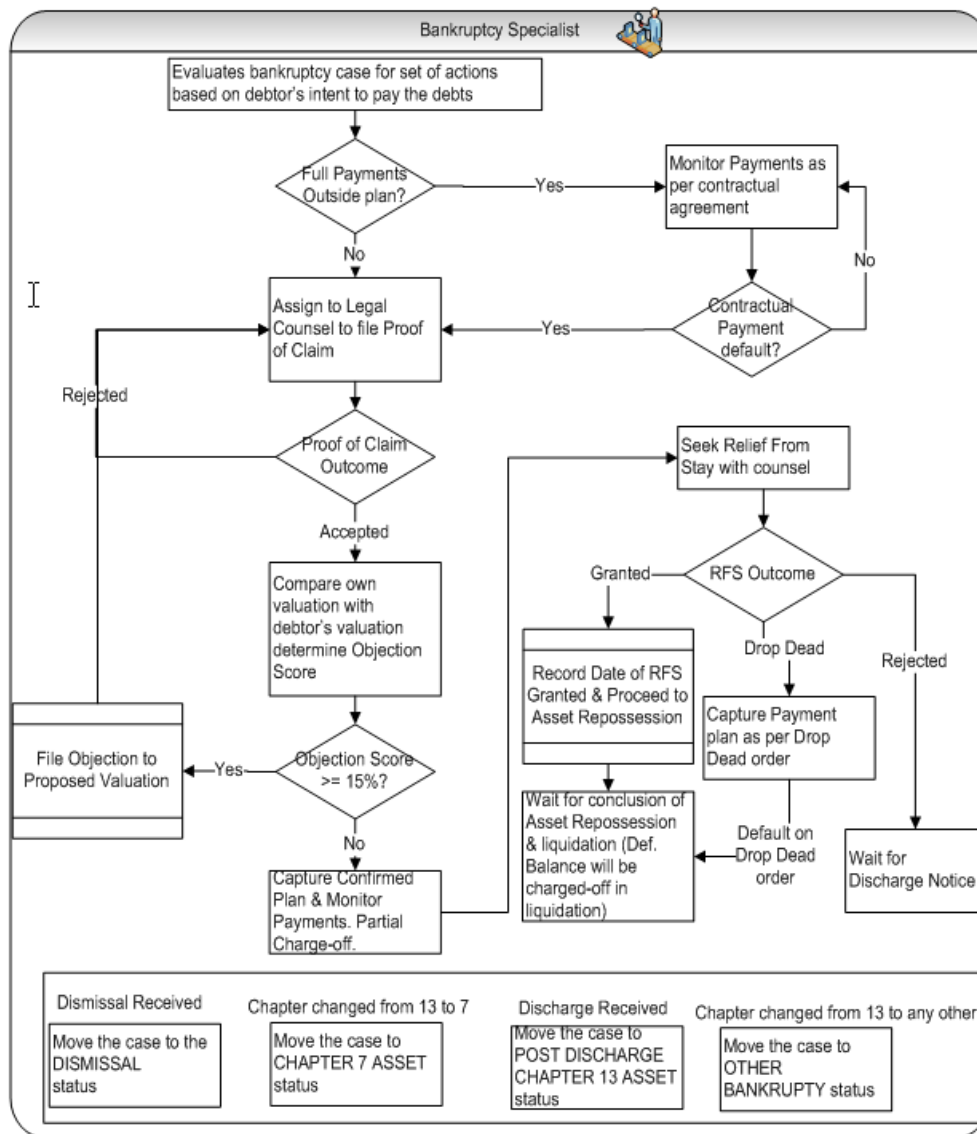 Bankruptcy Specialist
Evaluates bankruptcy case for set of actions
based on debtor's intent to pay the debts
Full Payments
Outside plan?
Yes
Monitor Payments as
per contractual
agreement
No
No
Assign to Legal
Counsel to file Proof
of Claim
Yes
Contractual
Payment
default?
Rejected
Proof of Claim
Outcome
Seek Relief From
Stay with counsel
Accepted
Granted
RFS Outcome
Compare own
valuation with
debtor's valuation
determine Objection
Score
Drop Dead
Rejected
Record Date of RFS
Granted & Proceed to
Asset Repossession
Capture Payment
plan as per Drop
Dead order
File Objection to
Proposed Valuation
Yes
Objection Score
>= 15%?
No
Wait for conclusion of
Asset Repossession
& liquidation (Def.
Balance will be
charged-off in
liquidation)
Default on
Drop Dead
order
Wait for
Discharge Notice
Capture Confirmed
Plan & Monitor
Payments. Partial
Charge-off.
Dismissal Received
Move the case to the
DISMISSAL
status
Chapter changed from 13 to 7
Move the case to
CHAPTER 7 ASSET
status
Discharge Received
Move the case to
POST DISCHARGE
CHAPTER 13 ASSET
status
Chapter changed from 13 to any other
Move the case to
OTHER
BANKRUPTY status